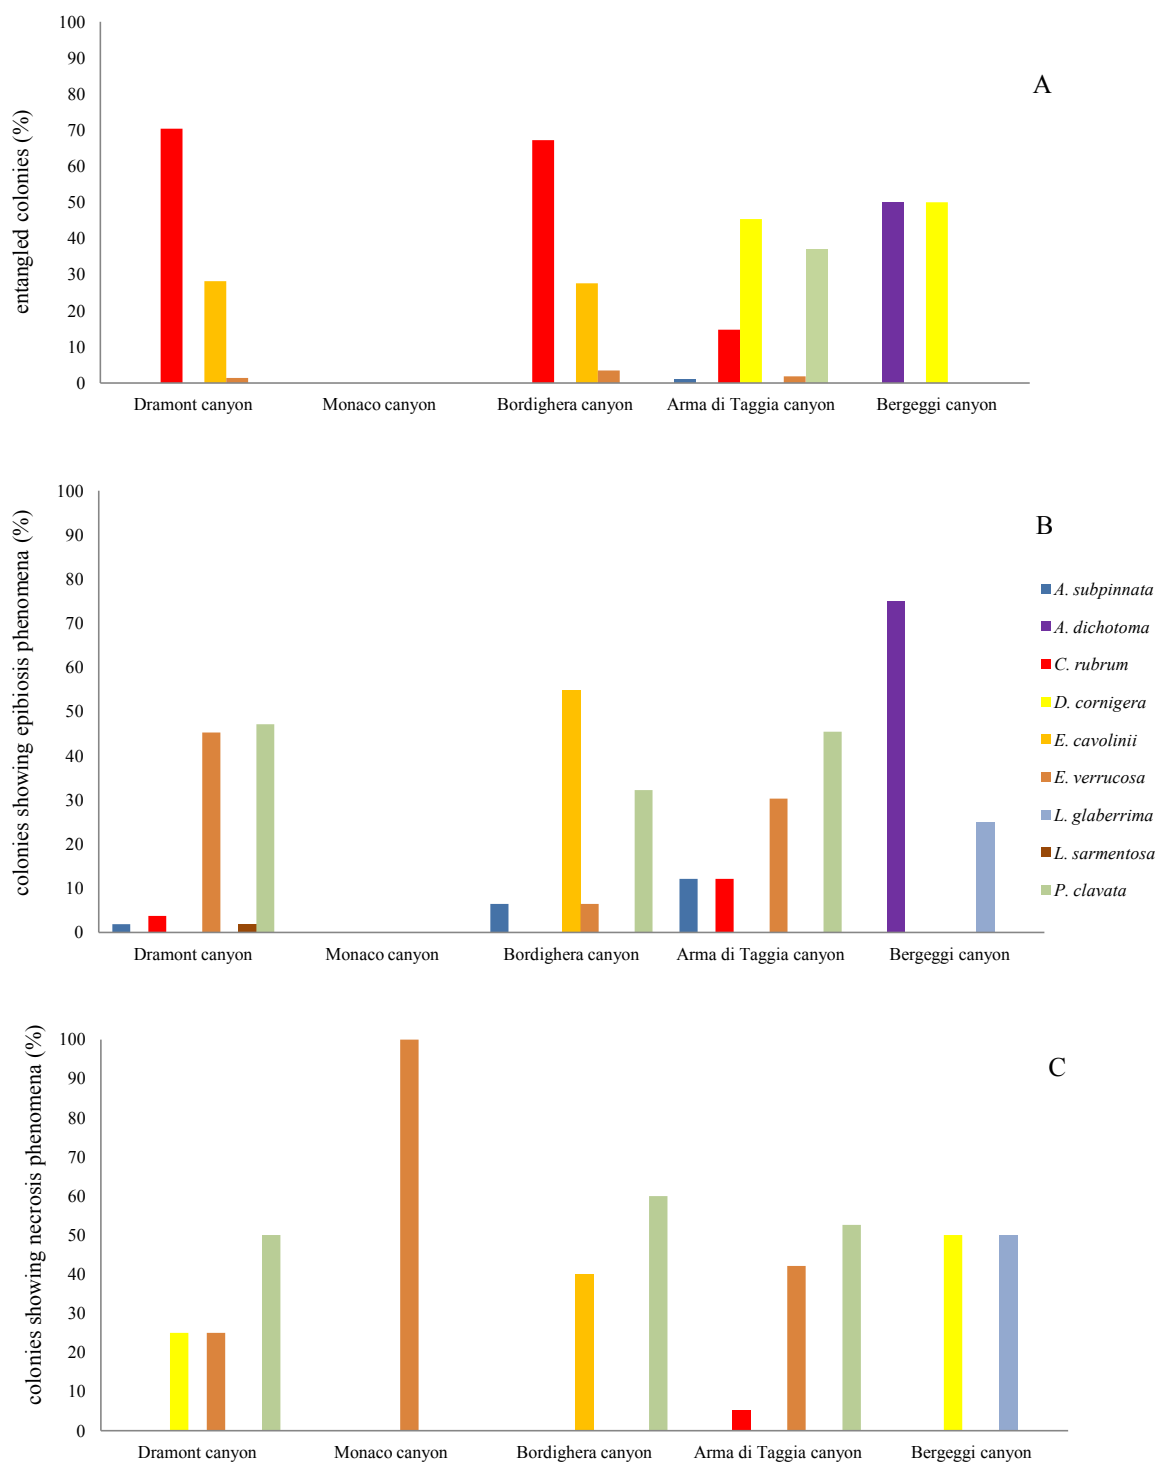 A
entangled colonies (%)
100
90
80
70
60
50
40
30
20
10
0
Dramont canyon
Monaco canyon
Bordighera canyon
Arma di Taggia canyon
Bergeggi canyon
B
colonies showing epibiosis phenomena (%)
100
90
80
70
60
50
40
30
20
10
0
Dramont canyon
Monaco canyon
Bordighera canyon
Arma di Taggia canyon
Bergeggi canyon
A. subpinnata
A. dichotoma
C. rubrum
D. cornigera
E. cavolinii
E. verrucosa
L. glaberrima
L. sarmentosa
P. clavata
C
colonies showing necrosis phenomena (%)
100
90
80
70
60
50
40
30
20
10
0
Dramont canyon
Monaco canyon
Bordighera canyon
Arma di Taggia canyon
Bergeggi canyon